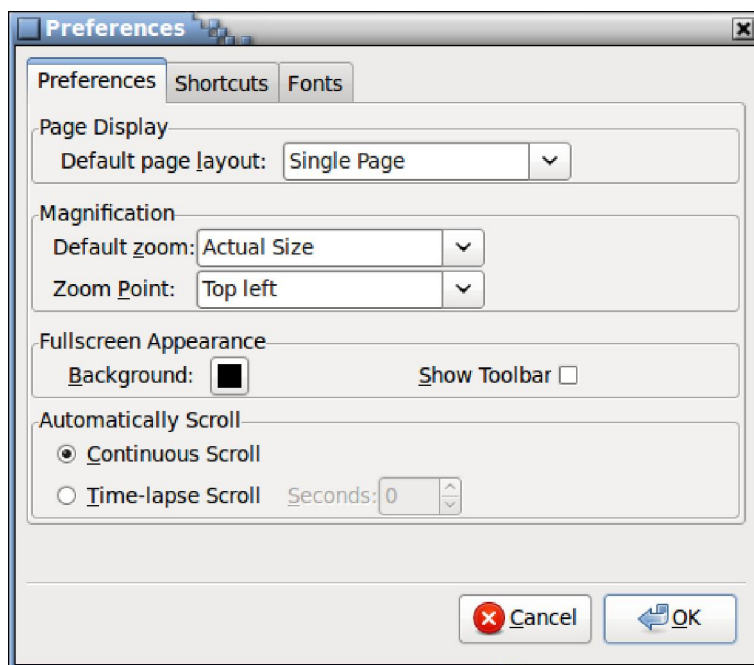 Preferences
Preferences Shortcuts Fonts
Page Display
Default page layout: Single Page
Magnification
Default zoom: Actual Size
Zoom Point: Top left
Fullscreen Appearance
Background: Show Toolbar
Automatically Scroll
Continuous Scroll
Time-lapse Scroll Seconds: 0
Cancel OK